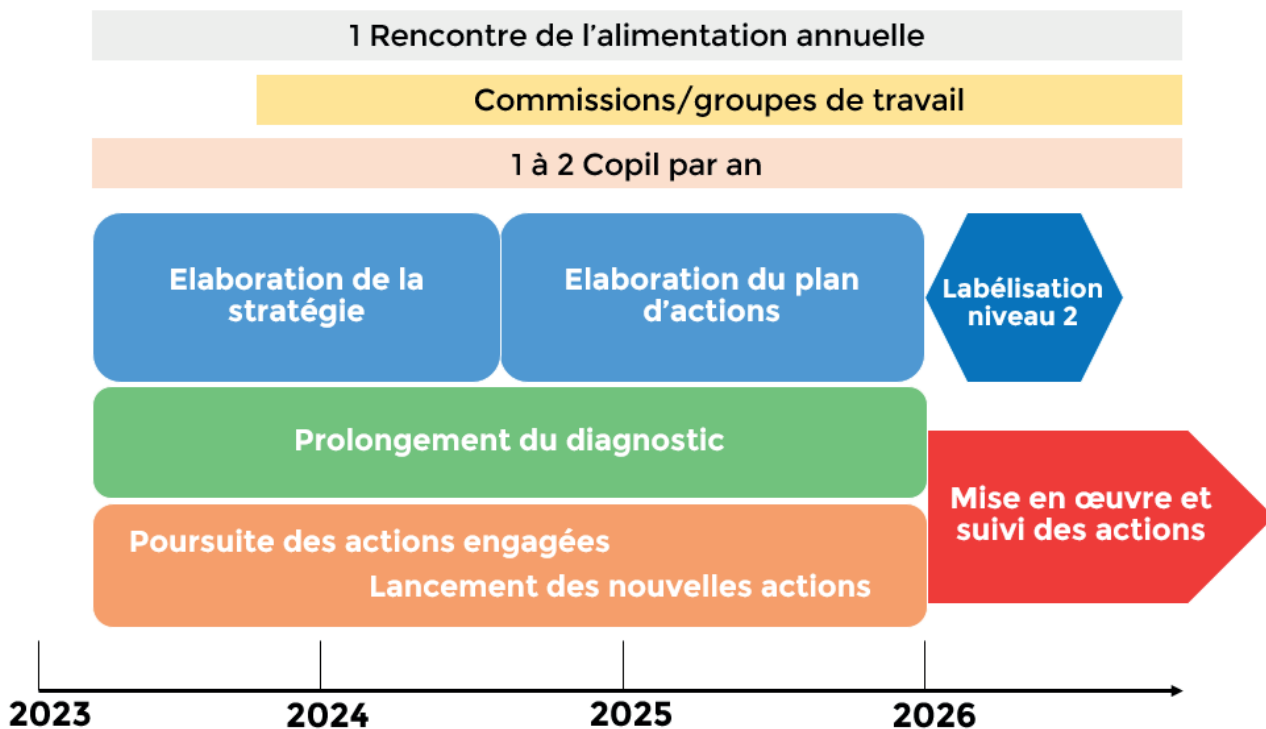 1 Rencontre de l'alimentation annuelle
Commissions/groupes de travail
1 à 2 Copil par an
Elaboration de la
stratégie
Elaboration du plan
d'actions
Labélisation
niveau 2
Prolongement du diagnostic
Mise en œuvre et
suivi des actions
Poursuite des actions engagées
Lancement des nouvelles actions
2023
2024
2025
2026